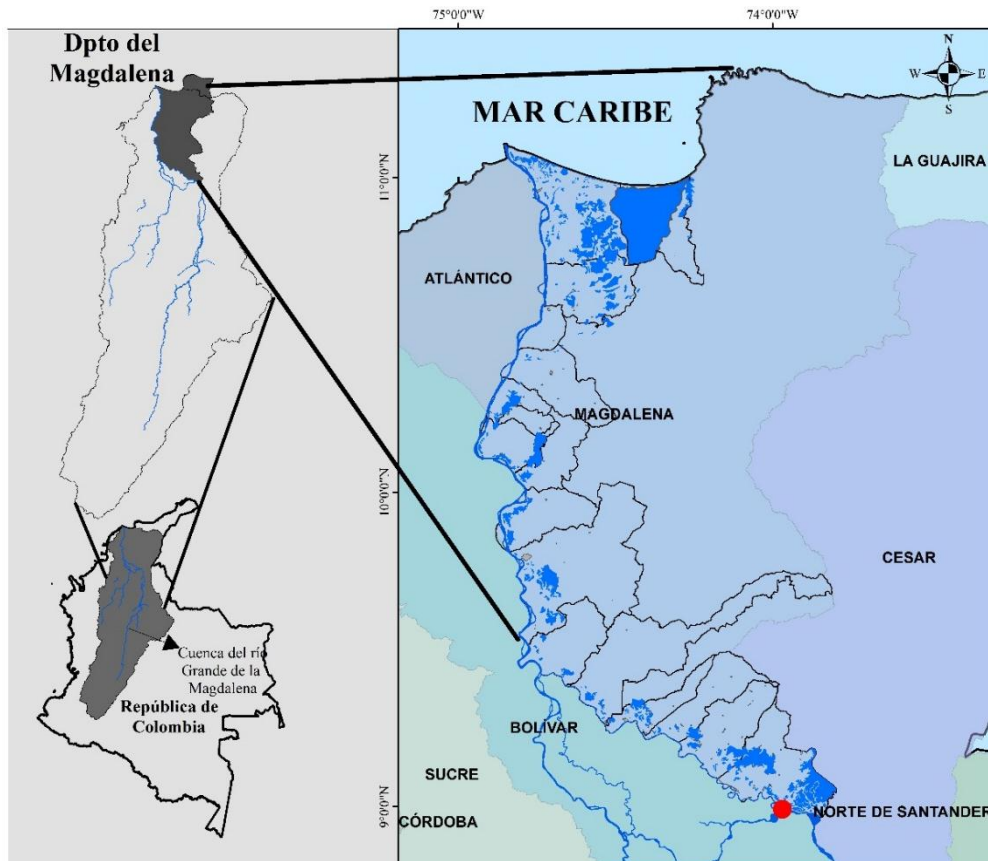 Dpto del
Magdalena
Cuenca del río
Grande de la
Magdalena
República de
Colombia
75°0'0"W
74°0'0"W
N
W
E
S
MAR CARIBE
LA GUAJIRA
11°0'0"N
ATLÁNTICO
MAGDALENA
10°0'0"N
CESAR
BOLÍVAR
SUCRE
9°0'0"N
CÓRDOBA
NORTE DE SANTANDER